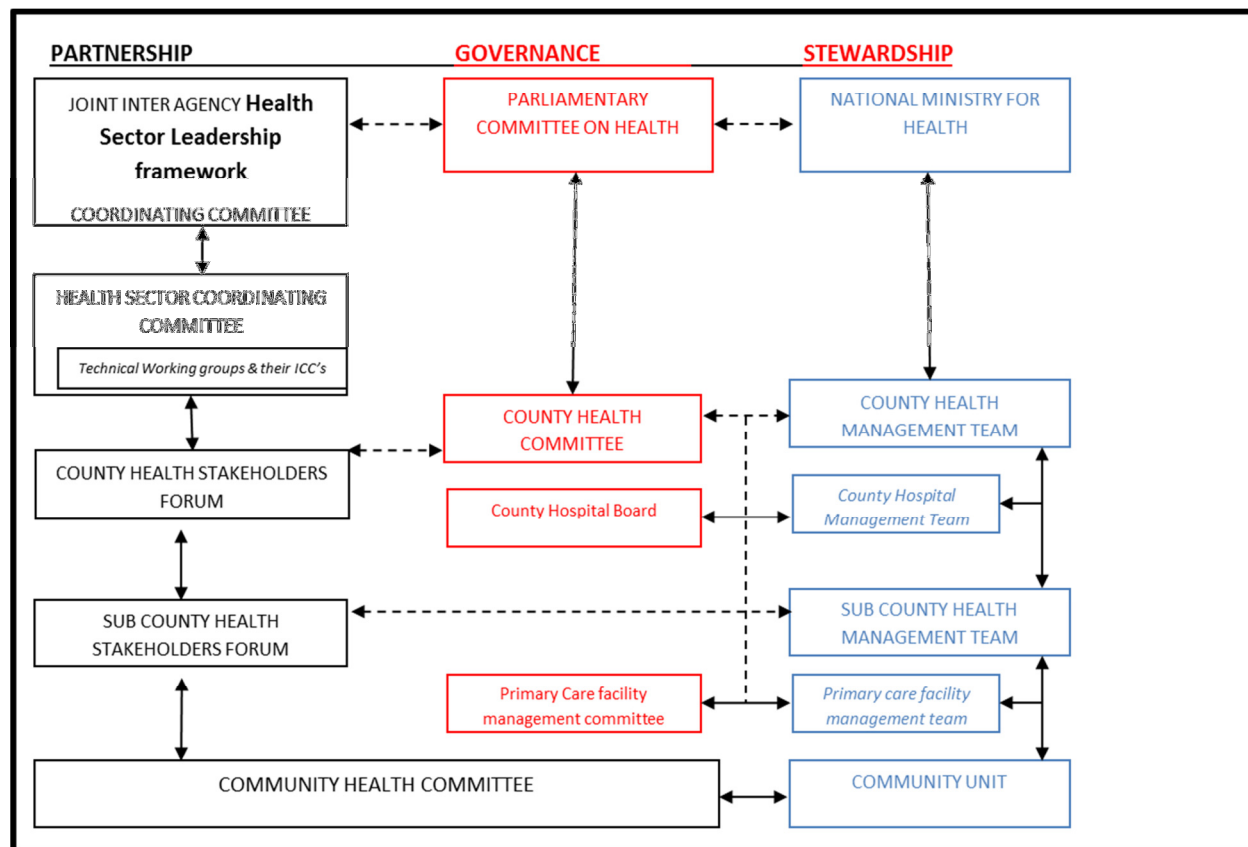 PARTNERSHIP
GOVERNANCE
STEWARDSHIP
JOINT INTER AGENCY Health
Sector Leadership
framework
COORDINATING COMMITTEE
PARLIAMENTARY
COMMITTEE ON HEALTH
NATIONAL MINISTRY FOR
HEALTH
HEALTH SECTOR COORDINATING
COMMITTEE
Technical Working groups & their ICC's
COUNTY HEALTH
COMMITTEE
COUNTY HEALTH
MANAGEMENT TEAM
COUNTY HEALTH STAKEHOLDERS
FORUM
County Hospital Board
County Hospital
Management Team
SUB COUNTY HEALTH
STAKEHOLDERS FORUM
SUB COUNTY HEALTH
MANAGEMENT TEAM
Primary Care facility
management committee
Primary care facility
management team
COMMUNITY HEALTH COMMITTEE
COMMUNITY UNIT